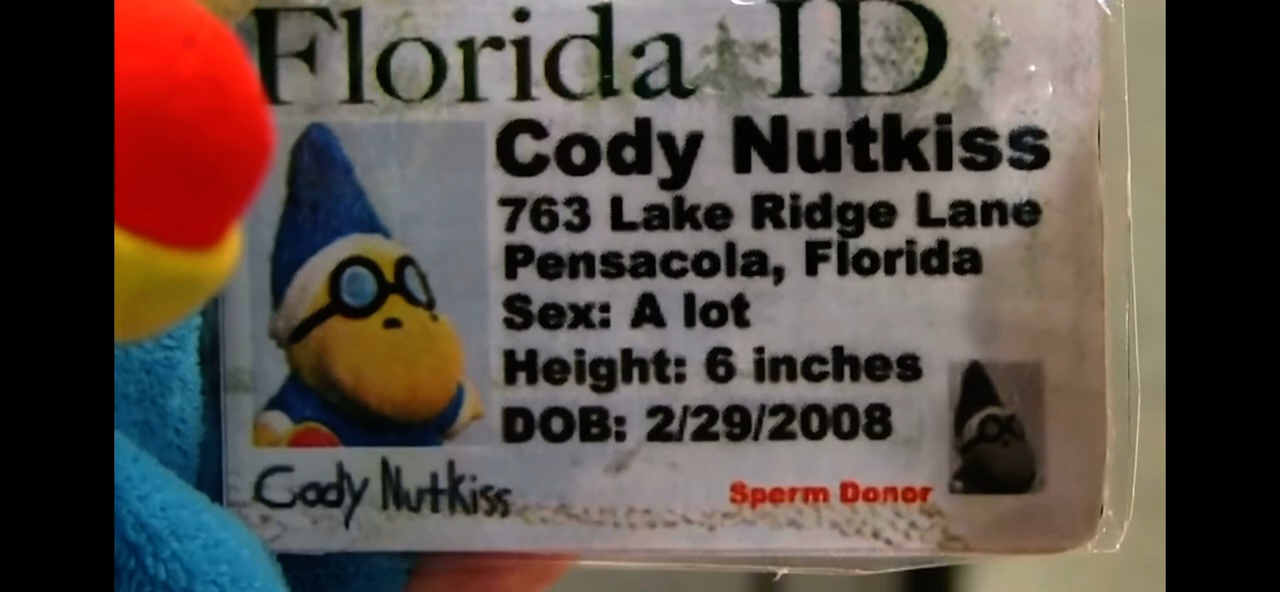 Florida ID
Cody Nutkiss
763 Lake Ridge Lane
Pensacola, Florida
Sex: A lot
Height: 6 inches
DOB: 2/29/2008
Cody Nutkiss
Sperm Donor